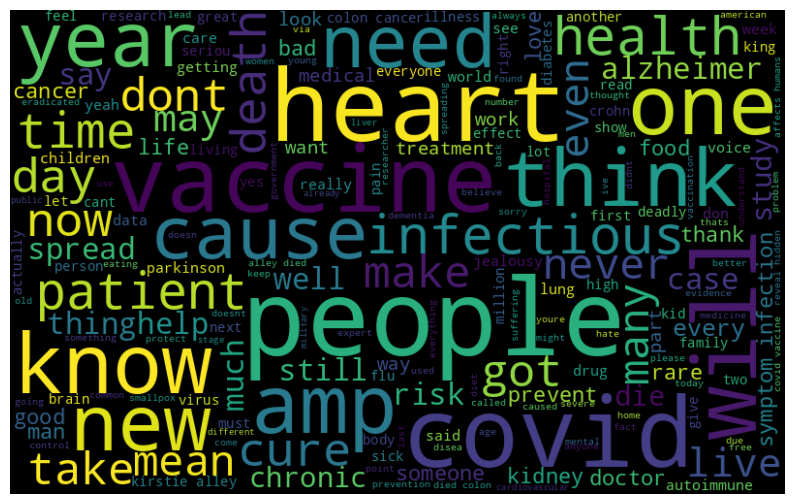 feel research lead great
year care seriou getting
say bad medical
death need
look colon cancer illness
via always women young
see another american
love bright diabetes
health week king
alzheimer
cancer dont
yeah children
everyone world spreading
heart one
number eradicated
found read thought
affects humans
crohn show men
time may
life living
want treatment
work effect liver
researcher even
lot food voice
day let cant
yes really government
vaccine think
pain back believe
ive didnt vaccination
hospital understand
study problem
public use already
now data doesn
actually
cause infectious
dementia sorry
first deadly don
thats thank
spread person eating
alley died keep
well make jealousy
never case better
reveal hidden
patient parkinson
old doesnt
million lung high kid
evidence medicine
thing help next
something protect stage
people
military expert everything
suffering youre might hate
many part every family
please covid vaccine
know brain virus
going common smallpox
much still way flu
used diet drug
got rare today two
symptom infection
new good man
control different
must come body
amp risk prevent
called caused severe
die give will
cure sick said
disea last point age
home fact mental anyone
due free live
take mean
kirstie alley
chronic someone
prevention died colon
cardiovascular
covid
kidney doctor
autoimmune